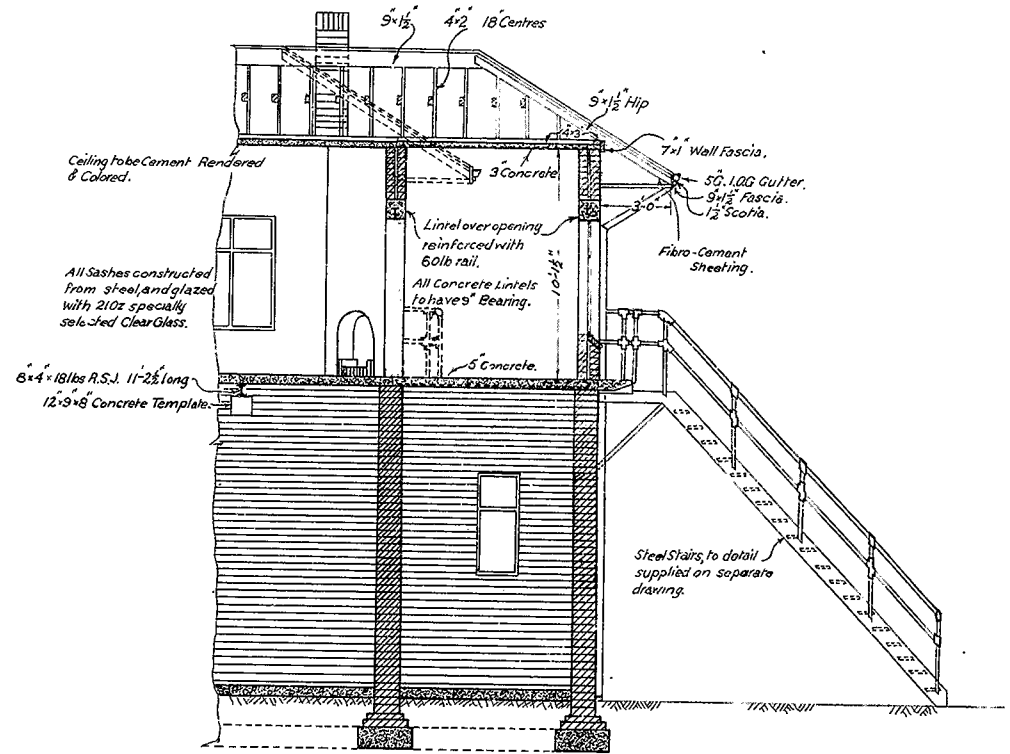 9"×1½"
4"×2" 18" Centres
9"×1½" Hip
4×3"
7"×1" Wall Fascia.
Ceiling to be Cement Rendered
& Colored.
3" Concrete
5"G.I.O.G Gutter.
9"×1½" Fascia.
1½" Scotia.
3'-0"
Lintel over opening
reinforced with
60lb rail.
Fibro-Cement
Sheeting.
10'-1½"
All Sashes constructed
from steel, and glazed
with 21oz specially
selected Clear Glass.
All Concrete Lintels
to have 9" Bearing.
5" Concrete.
8"×4"×18lbs R.S.J. 11'-2½" long
12"×9"×8" Concrete Template.
Steel Stairs, to detail
supplied on separate
drawing.